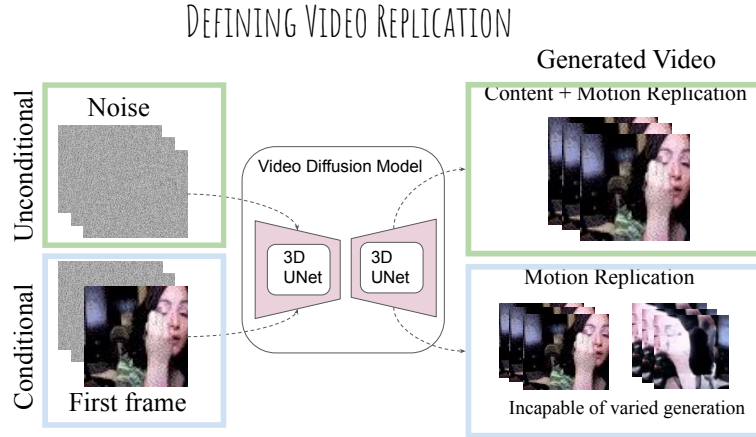 DEFINING VIDEO REPLICATION
Generated Video
Unconditional
Noise
Content + Motion Replication
Video Diffusion Model
3D
UNet
3D
UNet
Conditional
First frame
Motion Replication
Incapable of varied generation